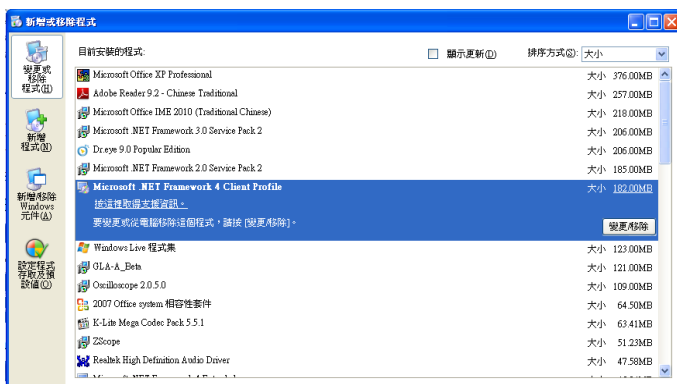 新增或移除程式
目前安裝的程式:
顯示更新(D)
排序方式(S): 大小
變更或
移除
程式(H)
新增
程式(N)
新增/移除
Windows
元件(A)
設定程式
存取及預
設值(O)
Microsoft Office XP Professional 大小 376.00MB
Adobe Reader 9.2 - Chinese Traditional 大小 257.00MB
Microsoft Office IME 2010 (Traditional Chinese) 大小 218.00MB
Microsoft .NET Framework 3.0 Service Pack 2 大小 206.00MB
Dr.eye 9.0 Popular Edition 大小 206.00MB
Microsoft .NET Framework 2.0 Service Pack 2 大小 185.00MB
Microsoft .NET Framework 4 Client Profile 大小 182.00MB
按這裡取得支援資訊。
要變更或從電腦移除這個程式，請按 [變更/移除]。
變更/移除
Windows Live 程式集 大小 123.00MB
GLA-A_Beta 大小 121.00MB
Oscilloscope 2.0.5.0 大小 109.00MB
2007 Office system 相容性套件 大小 64.50MB
K-Lite Mega Codec Pack 5.5.1 大小 63.41MB
ZScope 大小 51.23MB
Realtek High Definition Audio Driver 大小 47.58MB